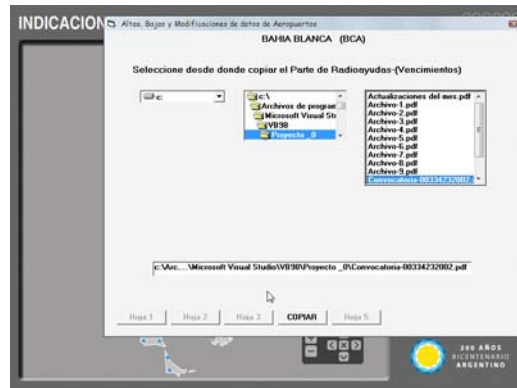 INDICACION
Altas, Bajas y Modificaciones de datos de Aeropuertos
BAHIA BLANCA (BCA)
Seleccione desde donde copiar el Parte de Radioayudas-(Vencimientos)
c:
c:\
Archivos de program
Microsoft Visual St
VB98
Proyecto _0
Actualizaciones del mes.pdf
Archivo-1.pdf
Archivo-2.pdf
Archivo-3.pdf
Archivo-4.pdf
Archivo-5.pdf
Archivo-6.pdf
Archivo-7.pdf
Archivo-8.pdf
Archivo-9.pdf
Convocatoria-00334232002.
c:\Arc....\Microsoft Visual Studio\VB98\Proyecto _0\Convocatoria-00334232002.pdf
Hoja 1 Hoja 2 Hoja 3 COPIAR Hoja 5
200 AÑOS
BICENTENARIO
ARGENTINO